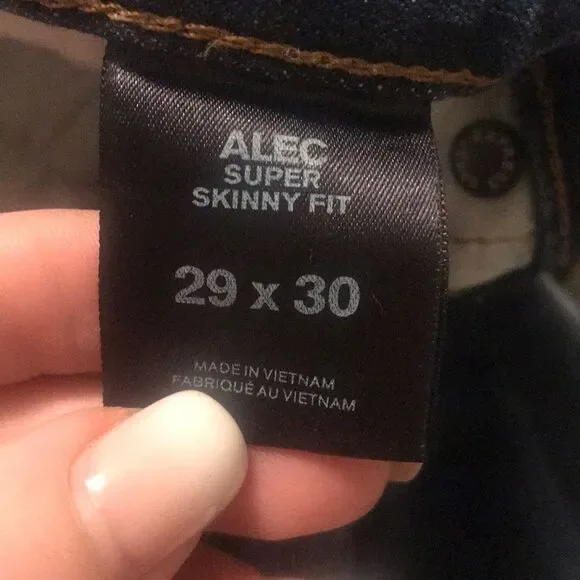 ALEC
SUPER
SKINNY FIT
29 x 30
MADE IN VIETNAM
FABRIQUÉ AU VIETNAM